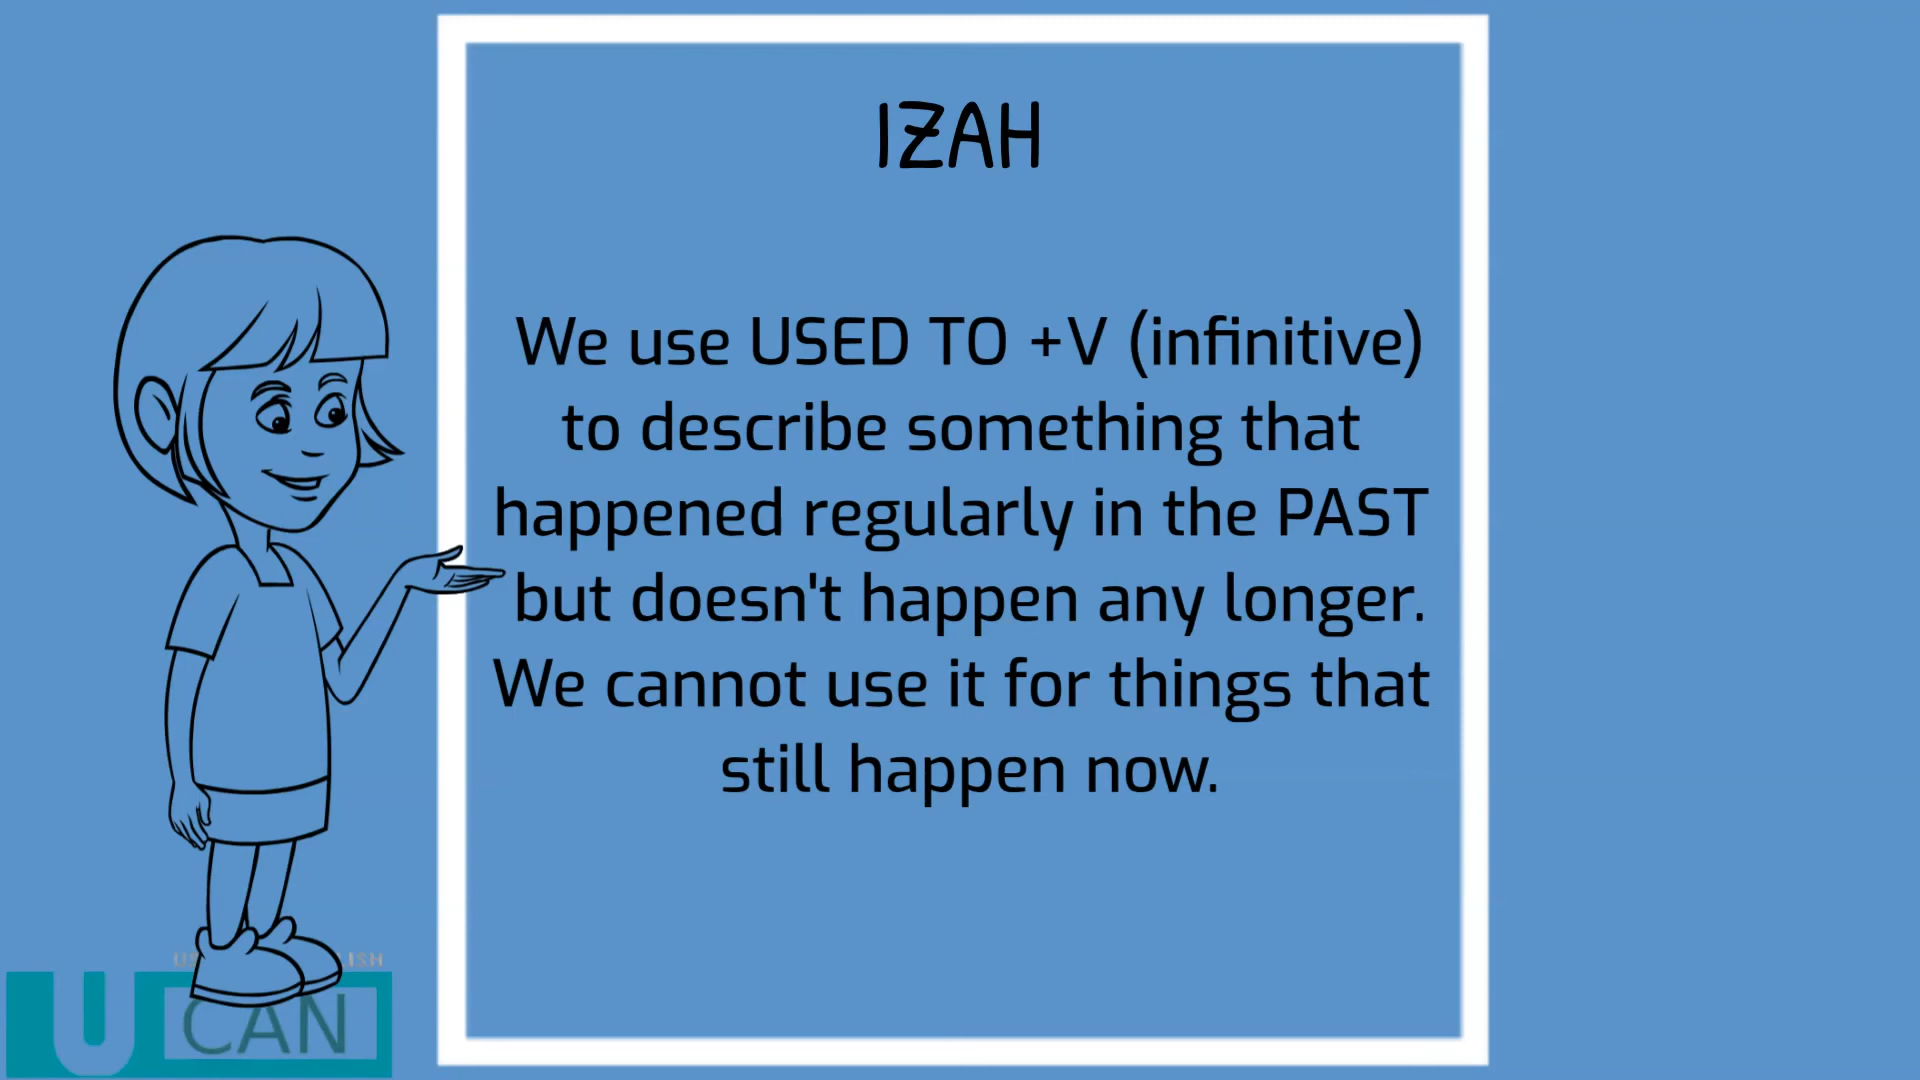 IZAH
We use USED TO +V (infinitive)
to describe something that
happened regularly in the PAST
but doesn't happen any longer.
We cannot use it for things that
still happen now.
U CAN